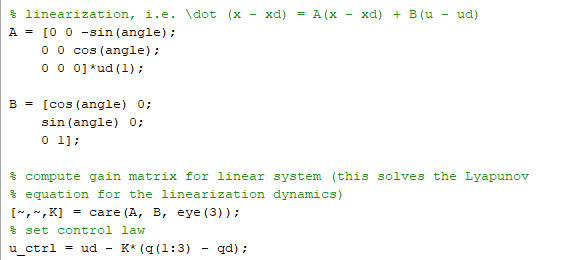 % linearization, i.e. \dot (x - xd) = A(x - xd) + B(u - ud)
A = [0 0 -sin(angle);
0 0 cos(angle);
0 0 0]*ud(1);
B = [cos(angle) 0;
sin(angle) 0;
0 1];
% compute gain matrix for linear system (this solves the Lyapunov
% equation for the linearization dynamics)
[~,~,K] = care(A, B, eye(3));
% set control law
u_ctrl = ud - K*(q(1:3) - qd);